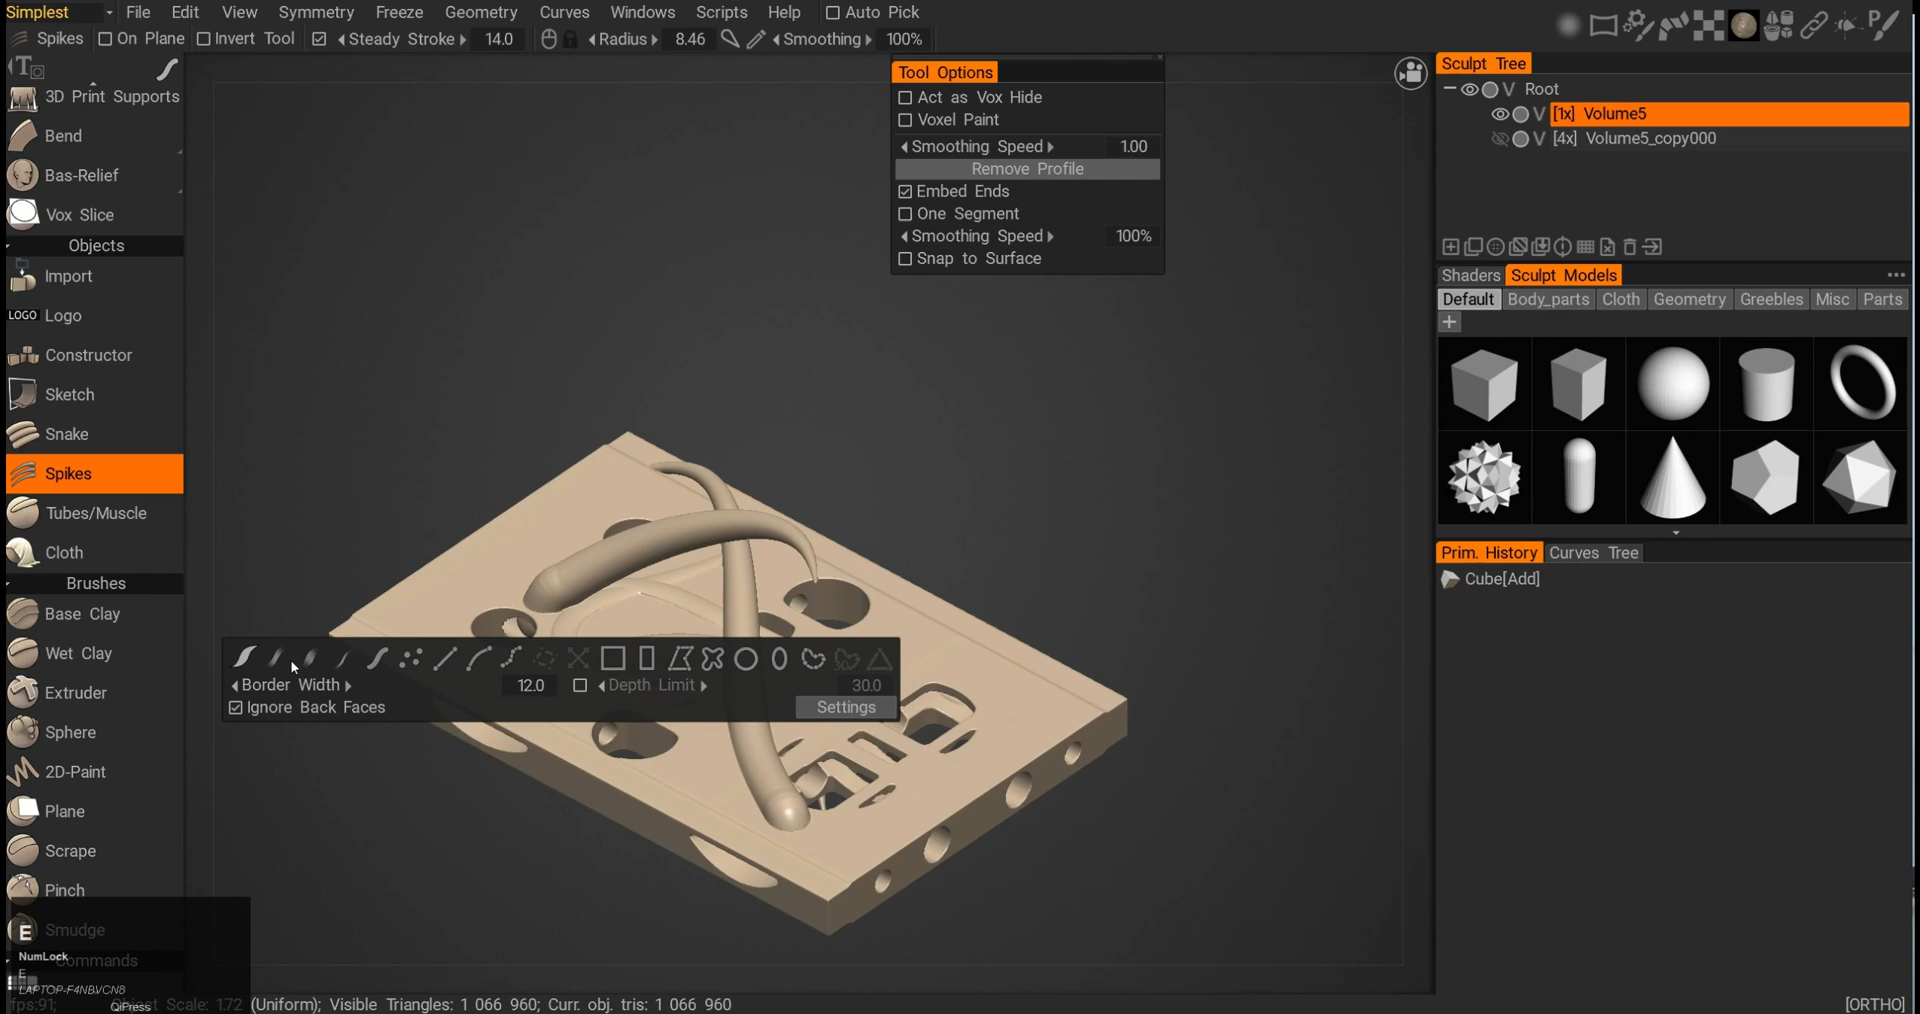 Simplest File Edit View Symmetry Freeze Geometry Curves Windows Scripts Help Auto Pick
Spikes On Plane Invert Tool Steady Stroke 14.0 Radius 8.46 Smoothing 100%
3D Print Supports
Bend
Bas-Relief
Vox Slice
Objects
Import
LOGO Logo
Constructor
Sketch
Snake
Spikes
Tubes/Muscle
Cloth
Brushes
Base Clay
Wet Clay
Extruder
Sphere
2D-Paint
Plane
Scrape
Pinch
E Smudge
NumLock
E
LAPTOP-F4NBVCN8
QiPress
Tool Options
Act as Vox Hide
Voxel Paint
Smoothing Speed 1.00
Remove Profile
Embed Ends
One Segment
Smoothing Speed 100%
Snap to Surface
Border Width 12.0 Depth Limit 30.0
Ignore Back Faces Settings
Sculpt Tree
Root
V
[1x] Volume5
V
[4x] Volume5_copy000
V
Shaders Sculpt Models
Default Body_parts Cloth Geometry Greebles Misc Parts
Prim. History Curves Tree
Cube[Add]
fps:91; Object Scale: 1.72 (Uniform); Visible Triangles: 1 066 960; Curr. obj. tris: 1 066 960
[ORTHO]